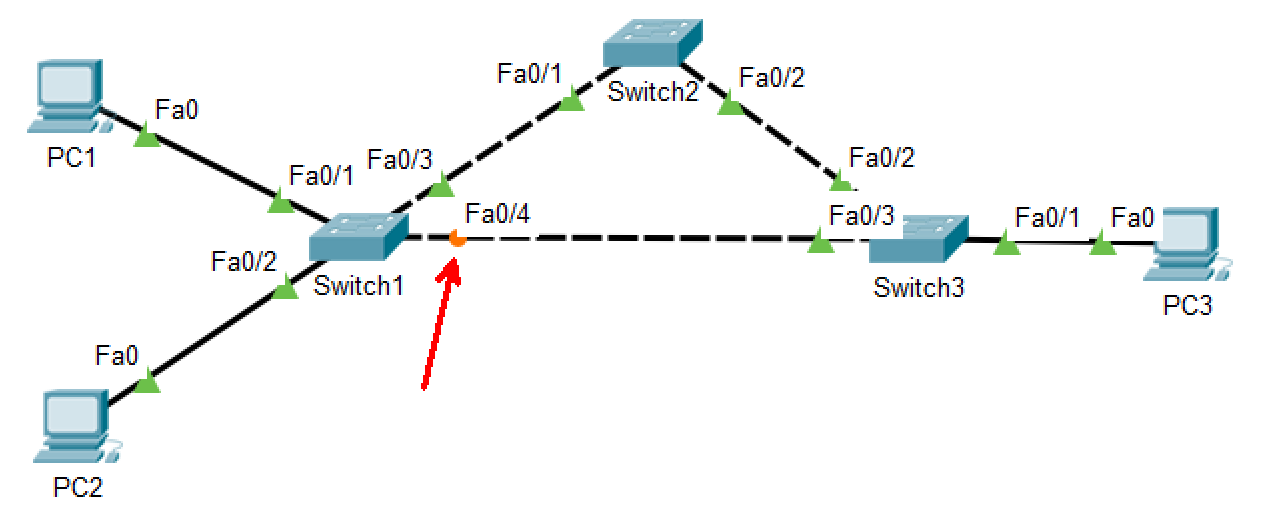 Fa0/1
Switch2
Fa0/2
PC1
Fa0
Fa0/1
Fa0/3
Fa0/2
Fa0/4
Fa0/3
Fa0/1
Fa0
Fa0/2
Switch1
Switch3
PC3
Fa0
PC2